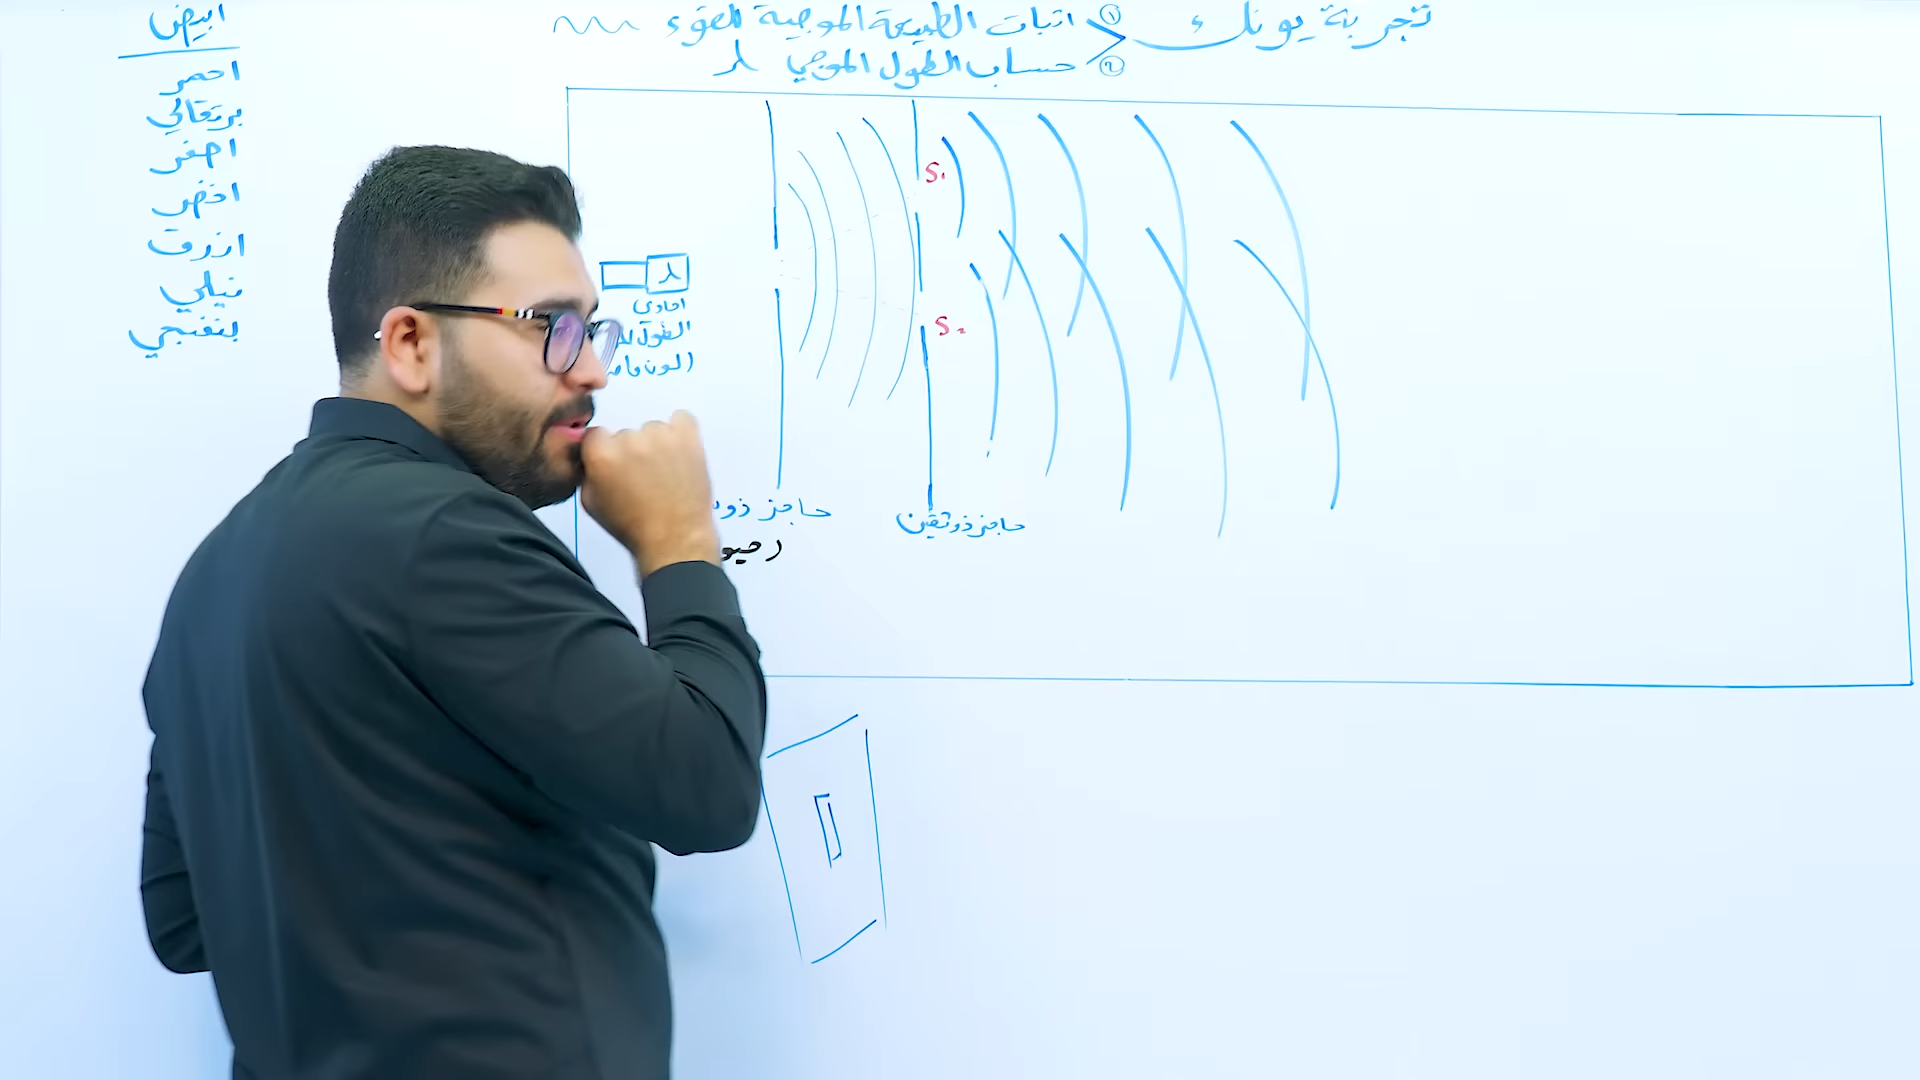 تجربة يونك
① اثبات الطبيعة الموجية للضوء
② حساب الطول الموجي λ
ابيض
احمر
برتقالي
اصفر
اخضر
ازرق
نيلي
بنفسجي
λ
احادي
الطول
اللون
S₁
S₂
حاجز ذو
حاجز ذو ثقبين